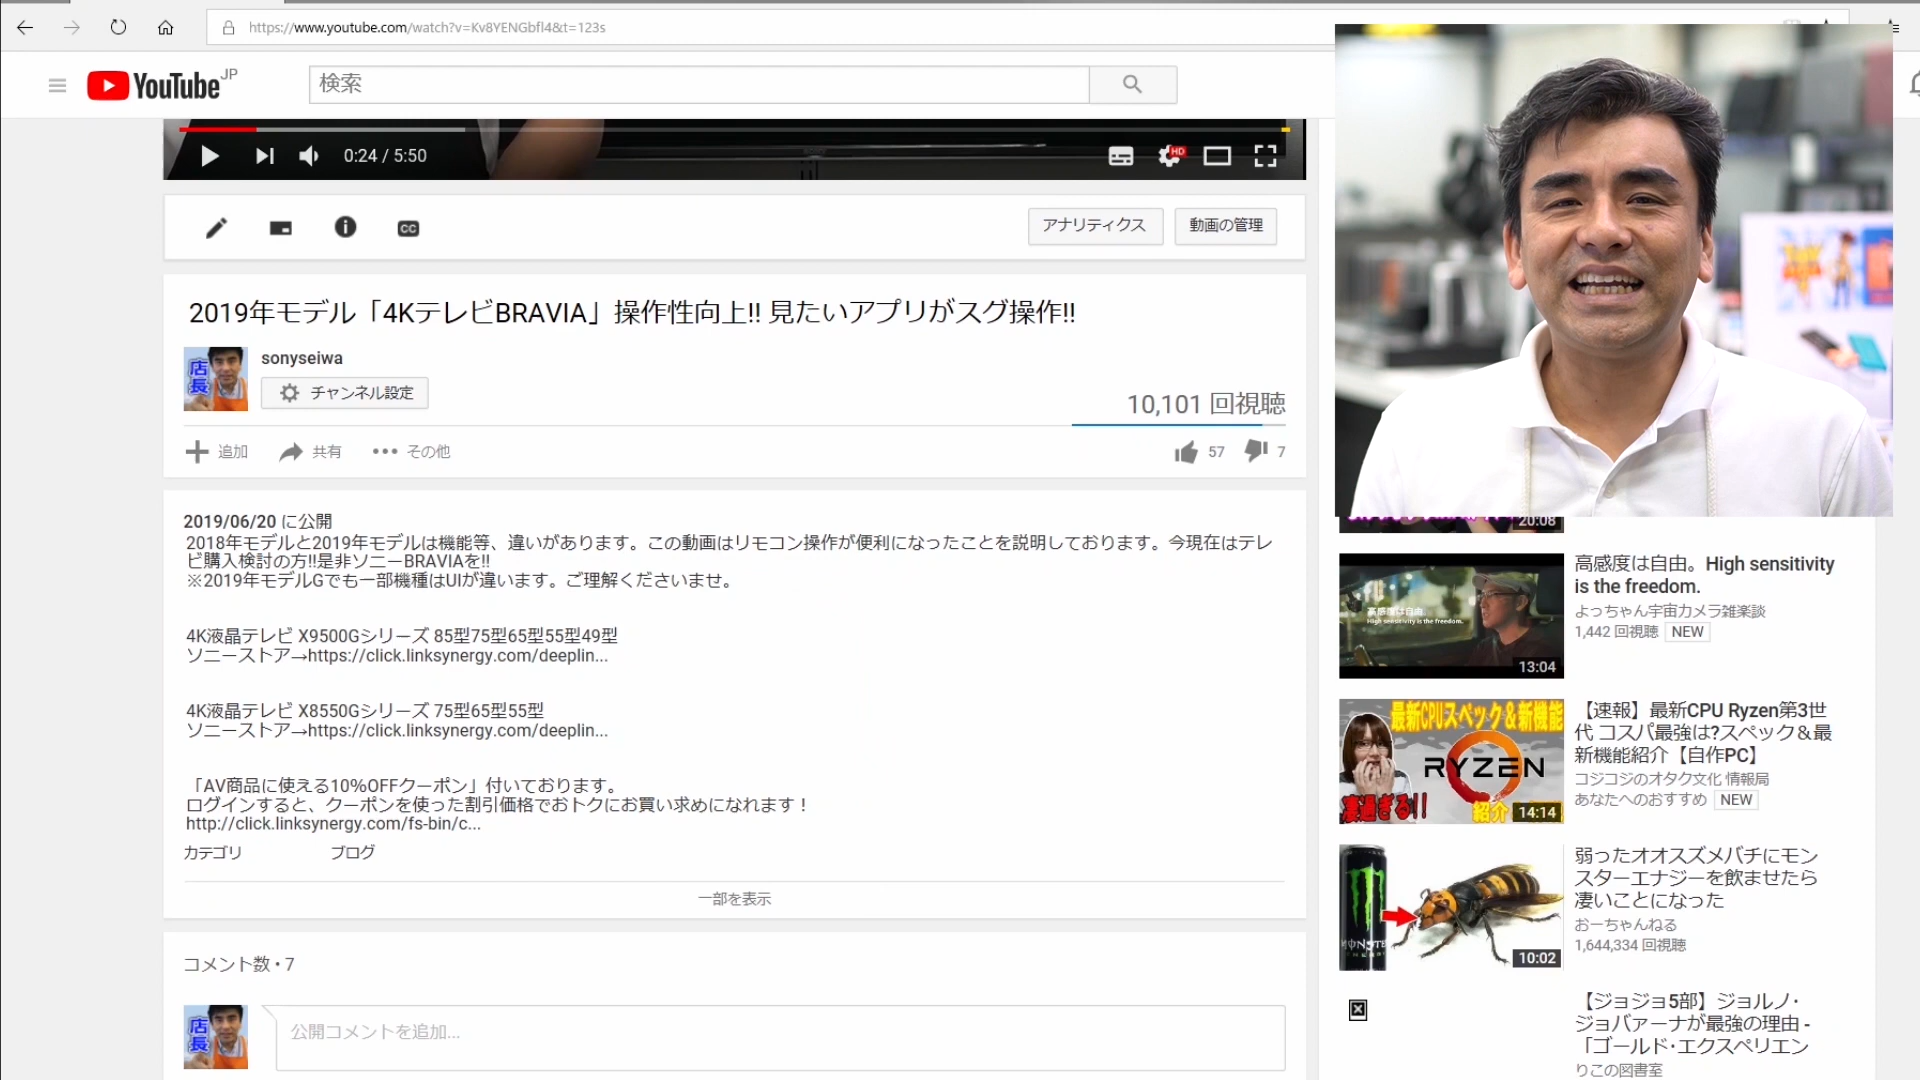 https://www.youtube.com/watch?v=Kv8YENGbfl4&t=123s
YouTube JP
検索
0:24 / 5:50
HD
CC
アナリティクス
動画の管理
2019年モデル「4KテレビBRAVIA」操作性向上!! 見たいアプリがスグ操作!!
店長
sonyseiwa
チャンネル設定
10,101 回視聴
追加
共有
その他
57
7
2019/06/20 に公開
2018年モデルと2019年モデルは機能等、違いがあります。この動画はリモコン操作が便利になったことを説明しております。今現在はテレ
ビ購入検討の方!!是非ソニーBRAVIAを!!
※2019年モデルGでも一部機種はUIが違います。ご理解くださいませ。
4K液晶テレビ X9500Gシリーズ 85型75型65型55型49型
ソニーストア→https://click.linksynergy.com/deeplin...
4K液晶テレビ X8550Gシリーズ 75型65型55型
ソニーストア→https://click.linksynergy.com/deeplin...
「AV商品に使える10%OFFクーポン」付いております。
ログインすると、クーポンを使った割引価格でおトクにお買い求めになれます！
http://click.linksynergy.com/fs-bin/c...
カテゴリ
ブログ
一部を表示
コメント数・7
店長
公開コメントを追加...
20:08
高感度は自由。
High sensitivity is the freedom.
13:04
高感度は自由。High sensitivity
is the freedom.
よっちゃん宇宙カメラ雑楽談
1,442 回視聴 NEW
最新CPUスペック＆新機能
RYZEN
凄過ぎる!!
紹介
14:14
【速報】最新CPU Ryzen第3世
代 コスパ最強は?スペック＆最
新機能紹介【自作PC】
コジコジのオタク文化 情報局
あなたへのおすすめ NEW
10:02
弱ったオオスズメバチにモン
スターエナジーを飲ませたら
凄いことになった
おーちゃんねる
1,644,334 回視聴
【ジョジョ5部】ジョルノ・
ジョバァーナが最強の理由 -
「ゴールド・エクスペリエン
りこの図書室